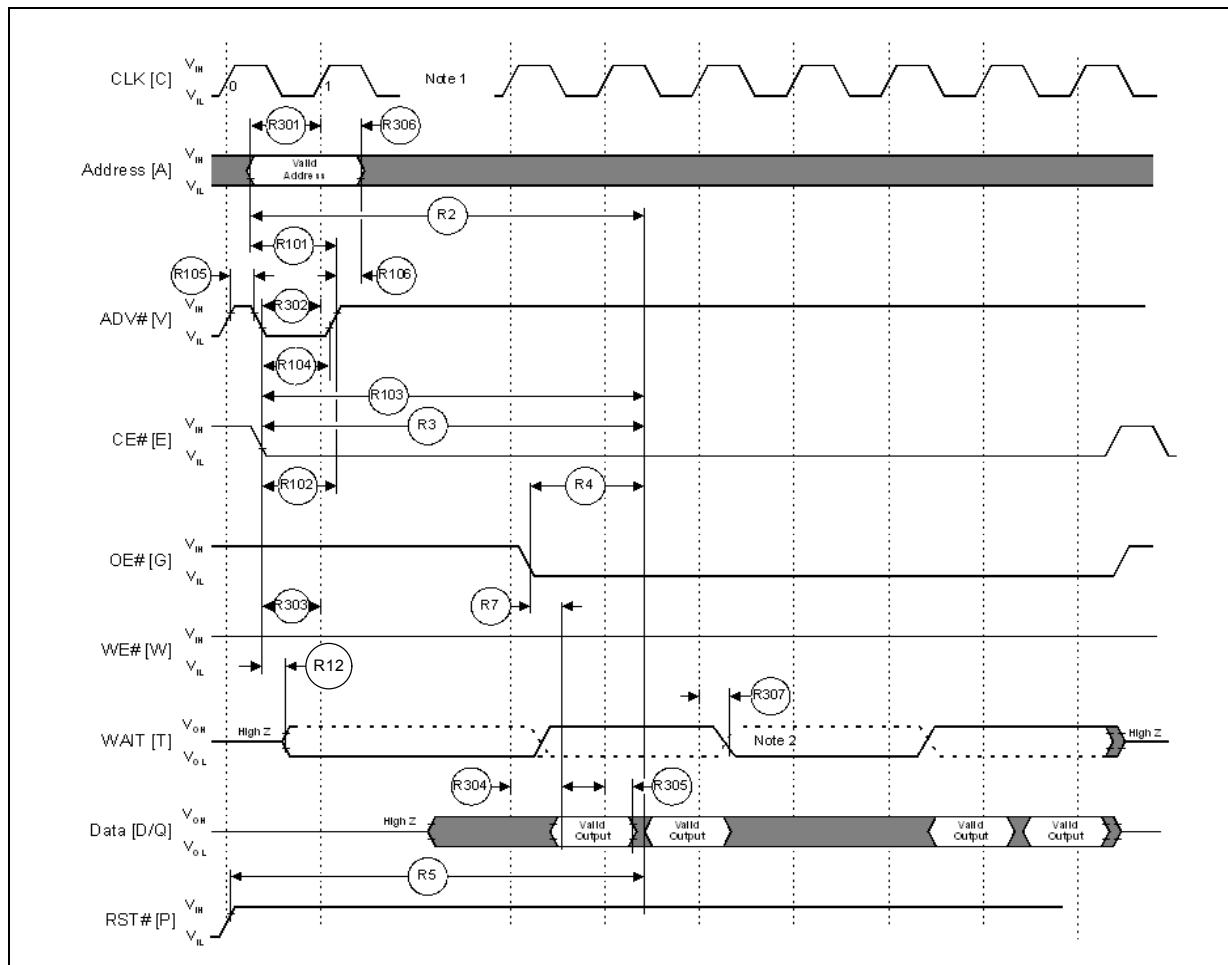 V_IH
CLK [C]
V_IL
0
1
Note 1
R301
R306
V_IH
Address [A]
V_IL
Valid
Address
R2
R101
R105
R106
V_IH
ADV# [V]
V_IL
R302
R104
R103
V_IH
CE# [E]
V_IL
R3
R102
R4
V_IH
OE# [G]
V_IL
R303
R7
V_IH
WE# [W]
V_IL
R12
R307
V_OH
WAIT [T]
V_OL
High Z
Note 2
High Z
R304
R305
V_OH
Data [D/Q]
V_OL
High Z
Valid
Output
Valid
Output
Valid
Output
Valid
Output
R5
V_IH
RST# [P]
V_IL